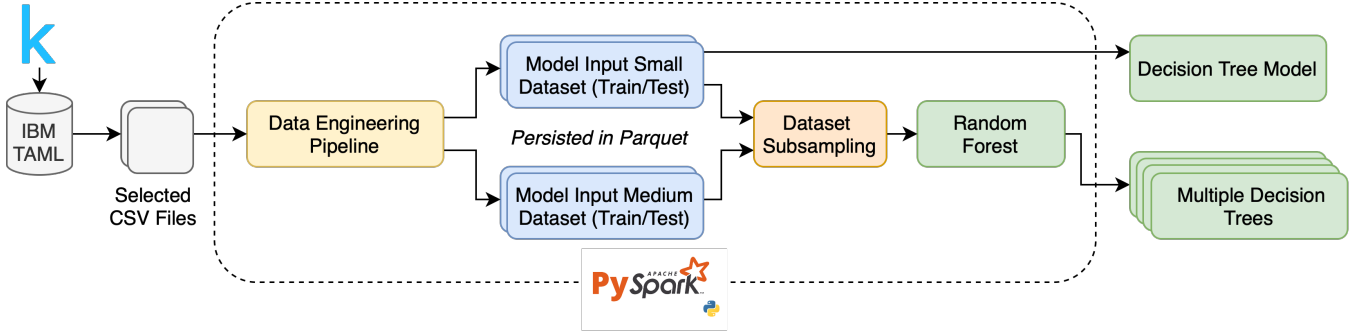 k
IBM
TAML
Selected
CSV Files
Data Engineering
Pipeline
Model Input Small
Dataset (Train/Test)
Persisted in Parquet
Model Input Medium
Dataset (Train/Test)
Dataset
Subsampling
Random
Forest
Decision Tree Model
Multiple Decision
Trees
APACHE
PySpark